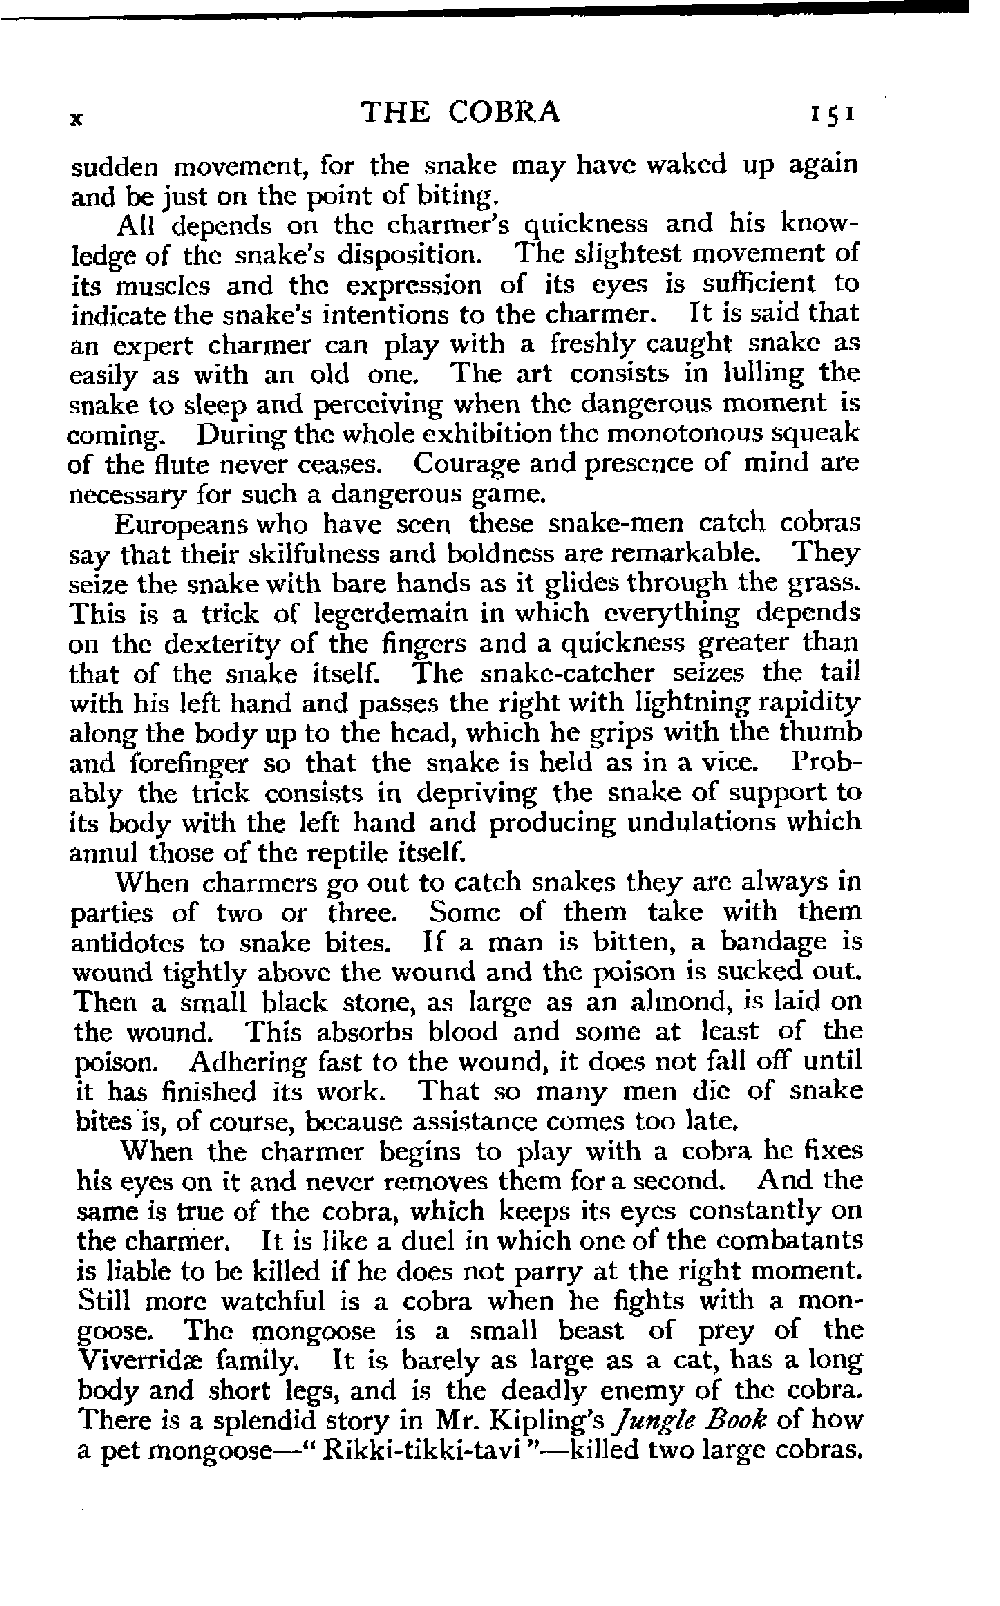 x THE COBRA 151
sudden movement, for the snake may have waked up again
and be just on the point of biting.
All depends on the charmer's quickness and his know-
ledge of the snake's disposition. The slightest movement of
its muscles and the expression of its eyes is sufficient to
indicate the snake's intentions to the charmer. It is said that
an expert charmer can play with a freshly caught snake as
easily as with an old one. The art consists in lulling the
snake to sleep and perceiving when the dangerous moment is
coming. During the whole exhibition the monotonous squeak
of the flute never ceases. Courage and presence of mind are
necessary for such a dangerous game.
Europeans who have seen these snake-men catch cobras
say that their skilfulness and boldness are remarkable. They
seize the snake with bare hands as it glides through the grass.
This is a trick of legerdemain in which everything depends
on the dexterity of the fingers and a quickness greater than
that of the snake itself. The snake-catcher seizes the tail
with his left hand and passes the right with lightning rapidity
along the body up to the head, which he grips with the thumb
and forefinger so that the snake is held as in a vice. Prob-
ably the trick consists in depriving the snake of support to
its body with the left hand and producing undulations which
annul those of the reptile itself.
When charmers go out to catch snakes they are always in
parties of two or three. Some of them take with them
antidotes to snake bites. If a man is bitten, a bandage is
wound tightly above the wound and the poison is sucked out.
Then a small black stone, as large as an almond, is laid on
the wound. This absorbs blood and some at least of the
poison. Adhering fast to the wound, it does not fall off until
it has finished its work. That so many men die of snake
bites is, of course, because assistance comes too late.
When the charmer begins to play with a cobra he fixes
his eyes on it and never removes them for a second. And the
same is true of the cobra, which keeps its eyes constantly on
the charmer. It is like a duel in which one of the combatants
is liable to be killed if he does not parry at the right moment.
Still more watchful is a cobra when he fights with a mon-
goose. The mongoose is a small beast of prey of the
Viverridæ family. It is barely as large as a cat, has a long
body and short legs, and is the deadly enemy of the cobra.
There is a splendid story in Mr. Kipling's Jungle Book of how
a pet mongoose—“ Rikki-tikki-tavi ”—killed two large cobras.